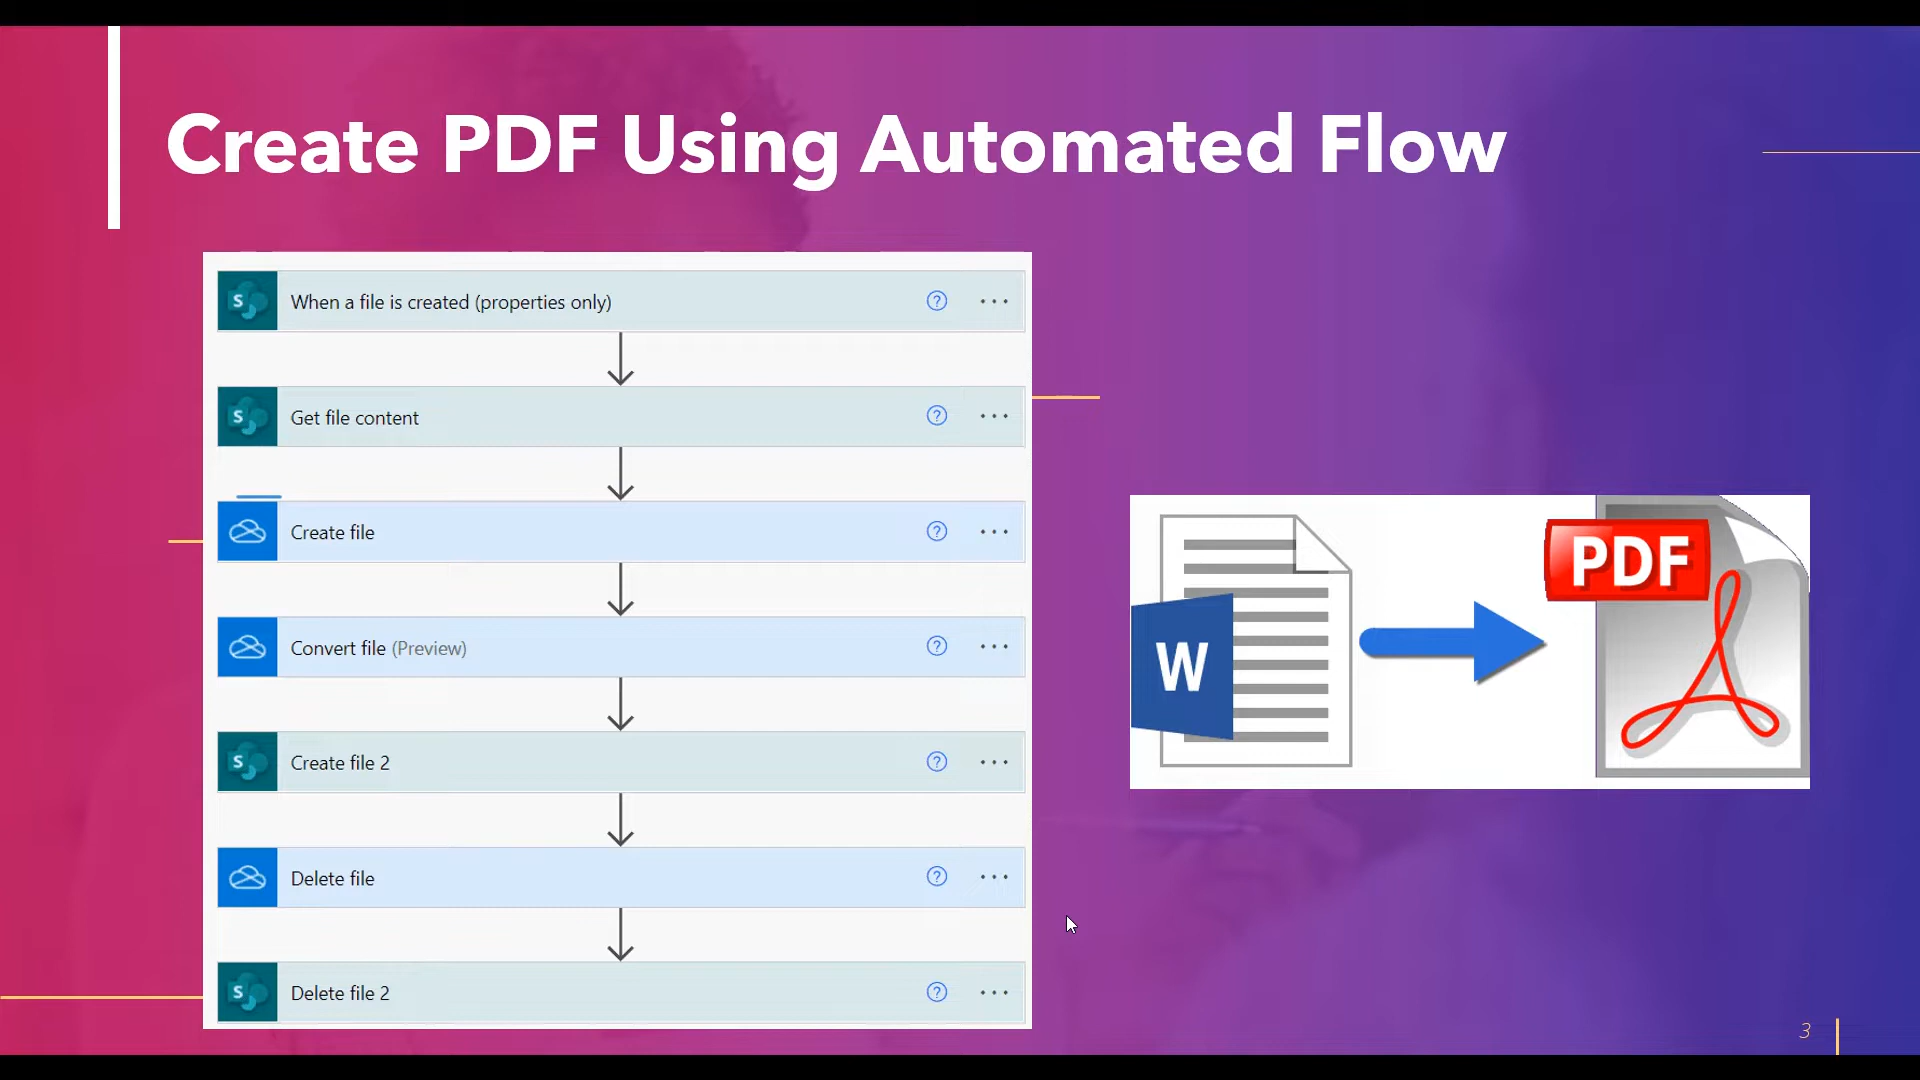 Create PDF Using Automated Flow
S When a file is created (properties only) ? ...
S Get file content ? ...
Create file ? ...
Convert file (Preview) ? ...
S Create file 2 ? ...
Delete file ? ...
S Delete file 2 ? ...
W
PDF
3